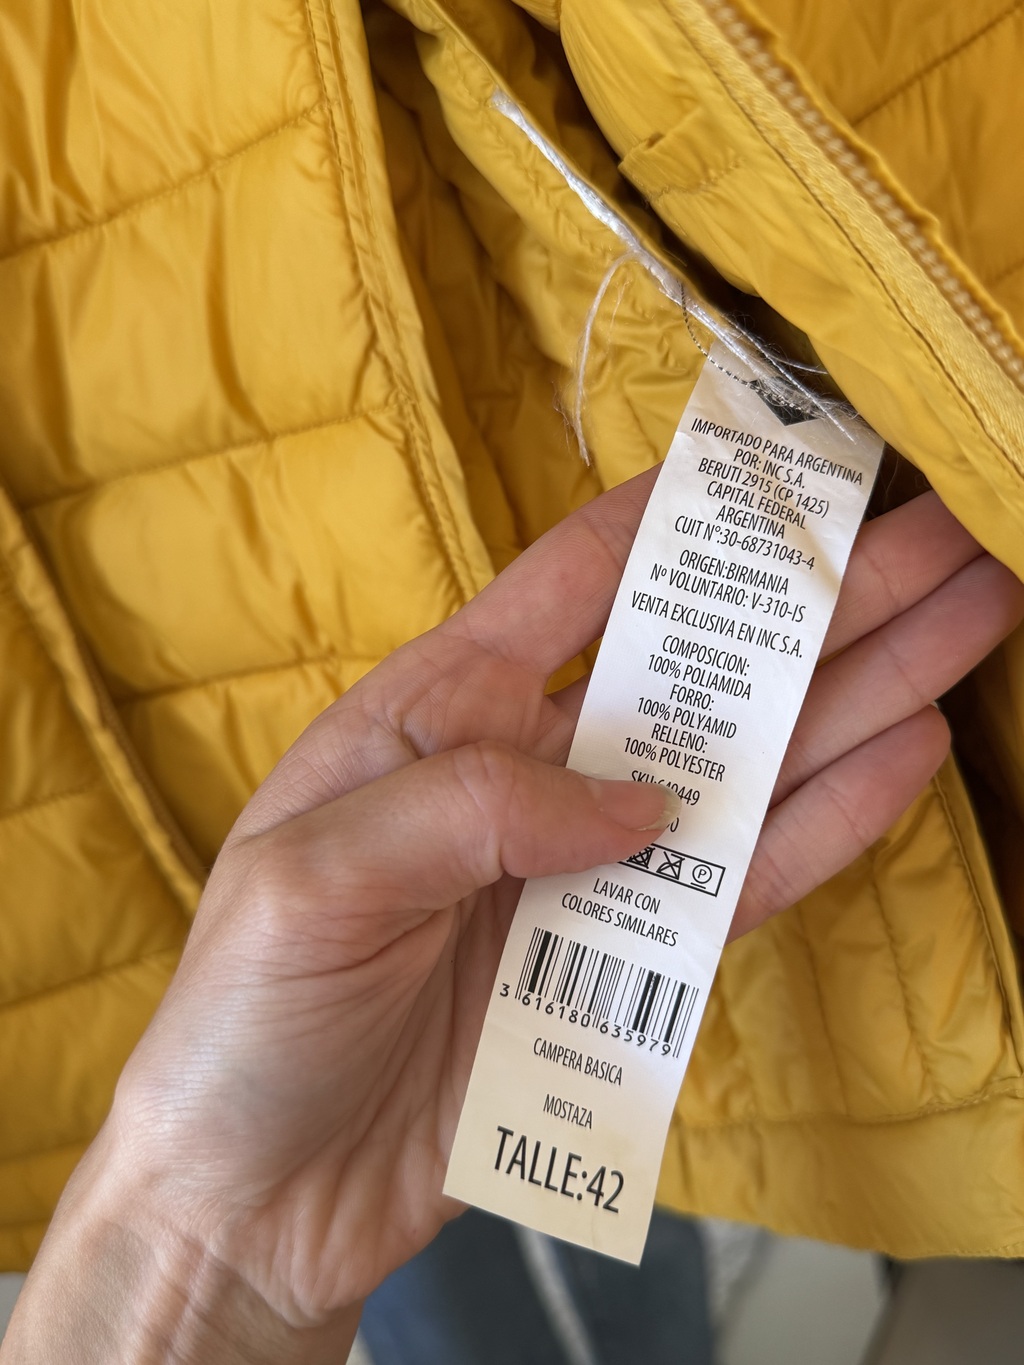 IMPORTADO PARA ARGENTINA
POR: INC S.A.
BERUTI 2915 (CP 1425)
CAPITAL FEDERAL
ARGENTINA
CUIT Nº:30-68731043-4
ORIGEN:BIRMANIA
Nº VOLUNTARIO: V-310-IS
VENTA EXCLUSIVA EN INC S.A.
COMPOSICION:
100% POLIAMIDA
FORRO:
100% POLYAMID
RELLENO:
100% POLYESTER
P
LAVAR CON
COLORES SIMILARES
3 616180 635979
CAMPERA BASICA
MOSTAZA
TALLE:42